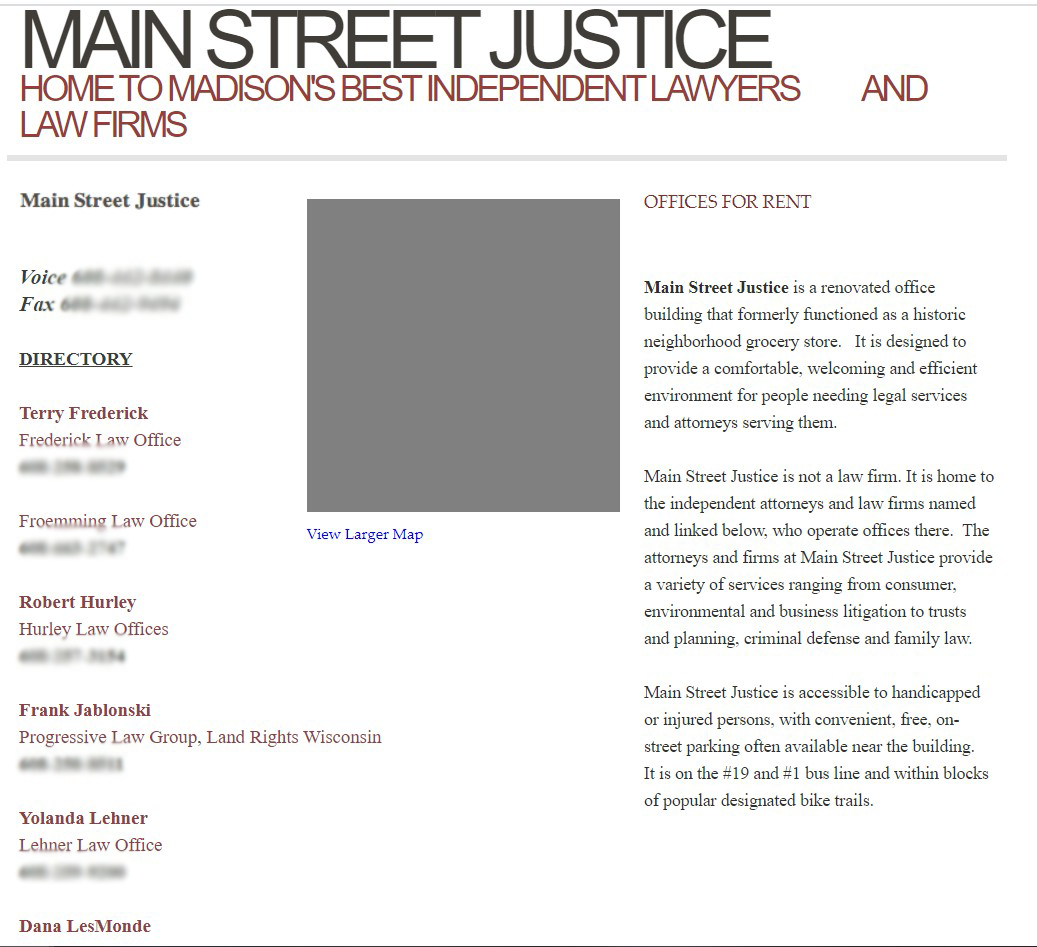 MAIN STREET JUSTICE
HOME TO MADISON'S BEST INDEPENDENT LAWYERS AND
LAW FIRMS
Main Street Justice
Voice
Fax
DIRECTORY
Terry Frederick
Frederick Law Office
Froemming Law Office
Robert Hurley
Hurley Law Offices
Frank Jablonski
Progressive Law Group, Land Rights Wisconsin
Yolanda Lehner
Lehner Law Office
Dana LesMonde
View Larger Map
OFFICES FOR RENT
Main Street Justice is a renovated office
building that formerly functioned as a historic
neighborhood grocery store.   It is designed to
provide a comfortable, welcoming and efficient
environment for people needing legal services
and attorneys serving them.
Main Street Justice is not a law firm. It is home to
the independent attorneys and law firms named
and linked below, who operate offices there.  The
attorneys and firms at Main Street Justice provide
a variety of services ranging from consumer,
environmental and business litigation to trusts
and planning, criminal defense and family law.
Main Street Justice is accessible to handicapped
or injured persons, with convenient, free, on-
street parking often available near the building.
It is on the #19 and #1 bus line and within blocks
of popular designated bike trails.